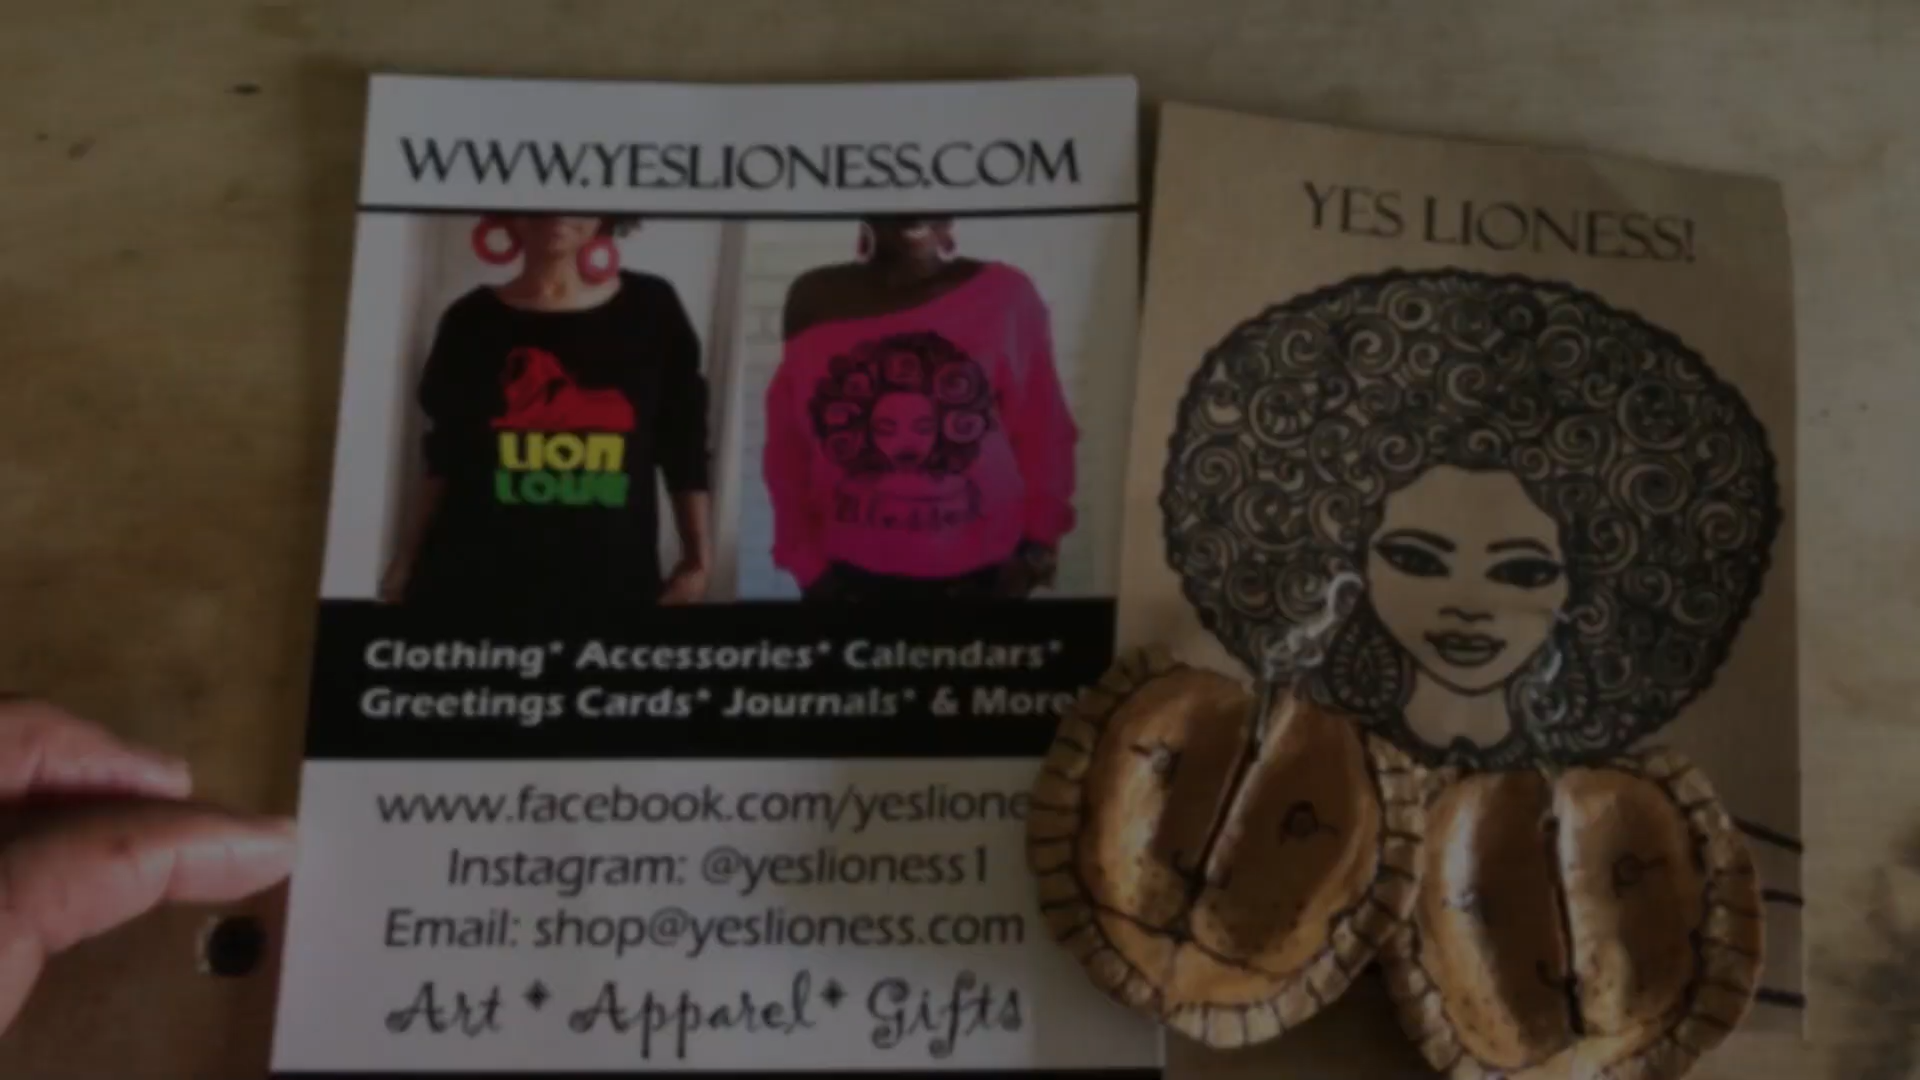 WWW.YESLIONESS.COM
LION
LOVE
Blessed
Clothing* Accessories* Calendars*
Greetings Cards* Journals* & More!
www.facebook.com/yeslione
Instagram: @yeslioness1
Email: shop@yeslioness.com
Art * Apparel * Gifts
YES LIONESS!